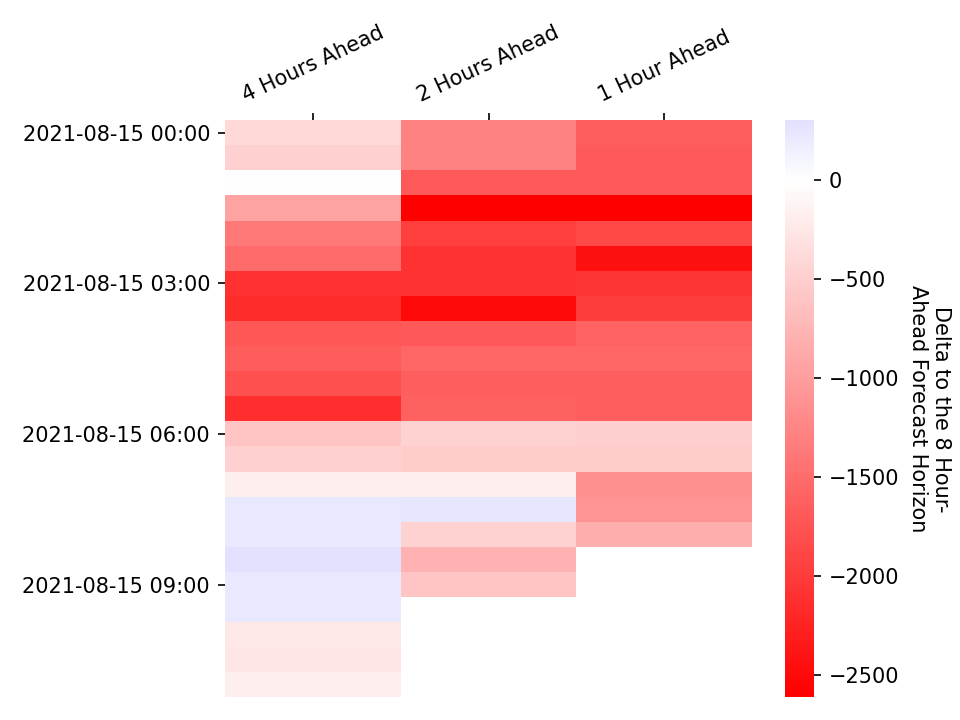 4 Hours Ahead
2 Hours Ahead
1 Hour Ahead
2021-08-15 00:00
2021-08-15 03:00
2021-08-15 06:00
2021-08-15 09:00
0
−500
−1000
−1500
−2000
−2500
Delta to the 8 Hour-
Ahead Forecast Horizon